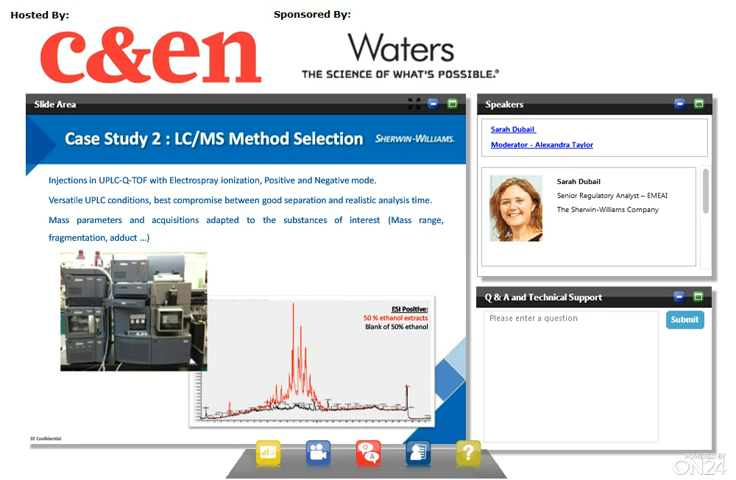 Hosted By:
Sponsored By:
c&en
Waters
THE SCIENCE OF WHAT'S POSSIBLE.®
Slide Area
Case Study 2 : LC/MS Method Selection
SHERWIN-WILLIAMS.
Injections in UPLC-Q-TOF with Electrospray ionization, Positive and Negative mode.
Versatile UPLC conditions, best compromise between good separation and realistic analysis time.
Mass parameters and acquisitions adapted to the substances of interest (Mass range,
fragmentation, adduct ...)
ESI Positive:
50 % ethanol extracts
Blank of 50% ethanol
37 Confidential
Speakers
Sarah Dubail
Moderator - Alexandra Taylor
Sarah Dubail
Senior Regulatory Analyst – EMEAI
The Sherwin-Williams Company
Q & A and Technical Support
Please enter a question
Submit
Q
A
?
POWERED BY
ON24